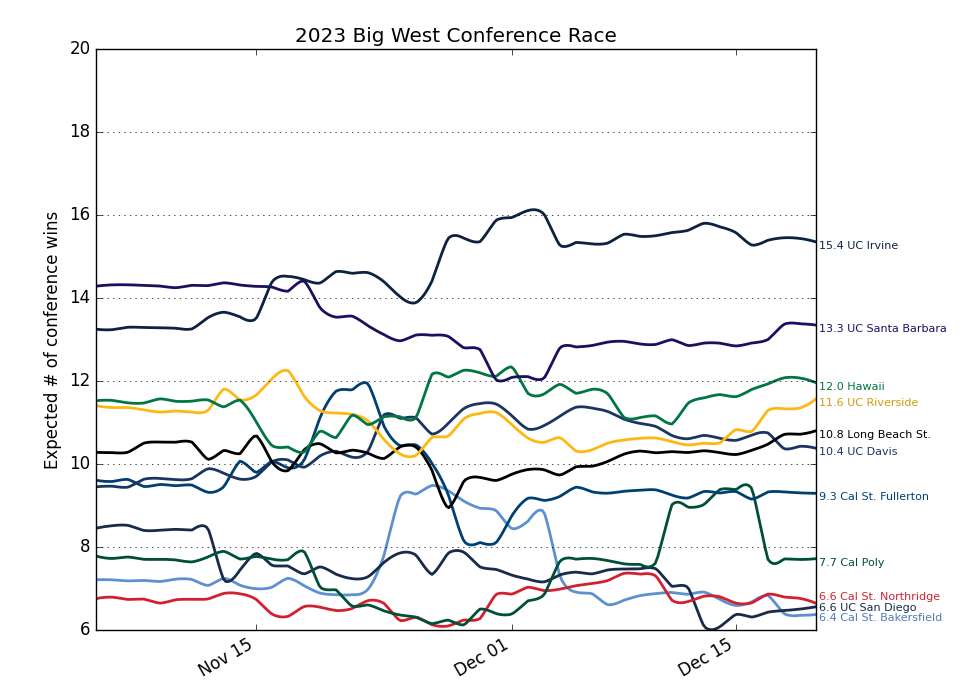 2023 Big West Conference Race
Expected # of conference wins
20
18
16
14
12
10
8
6
Nov 15
Dec 01
Dec 15
15.4 UC Irvine
13.3 UC Santa Barbara
12.0 Hawaii
11.6 UC Riverside
10.8 Long Beach St.
10.4 UC Davis
9.3 Cal St. Fullerton
7.7 Cal Poly
6.6 Cal St. Northridge
6.6 UC San Diego
6.4 Cal St. Bakersfield